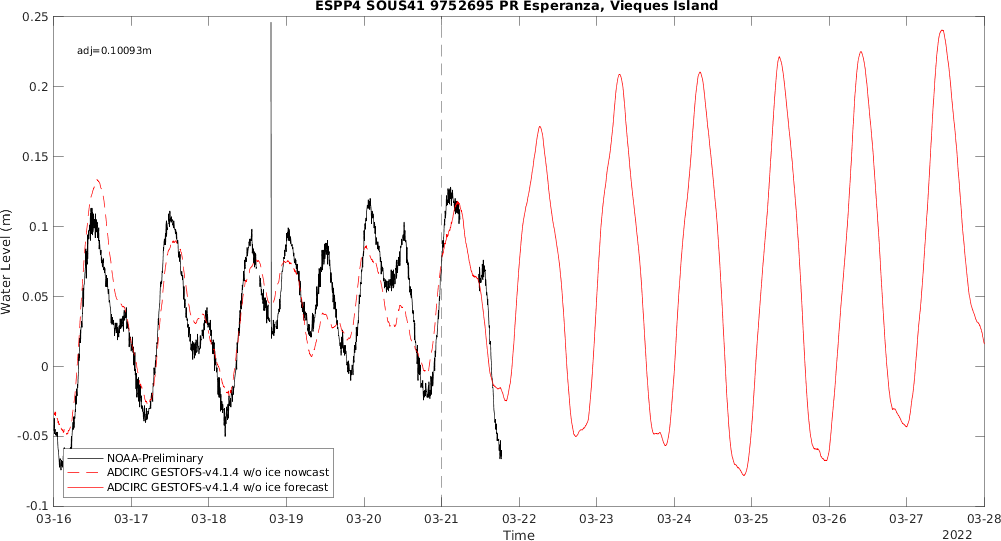 ESPP4 SOUS41 9752695 PR Esperanza, Vieques Island
adj=0.10093m
Water Level (m)
0.25
0.2
0.15
0.1
0.05
0
-0.05
-0.1
NOAA-Preliminary
ADCIRC GESTOFS-v4.1.4 w/o ice nowcast
ADCIRC GESTOFS-v4.1.4 w/o ice forecast
03-16 03-17 03-18 03-19 03-20 03-21 03-22 03-23 03-24 03-25 03-26 03-27 03-28
Time
2022